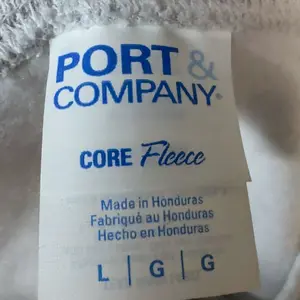 PORT &
COMPANY®
CORE Fleece
Made in Honduras
Fabriqué au Honduras
Hecho en Honduras
L | G | G